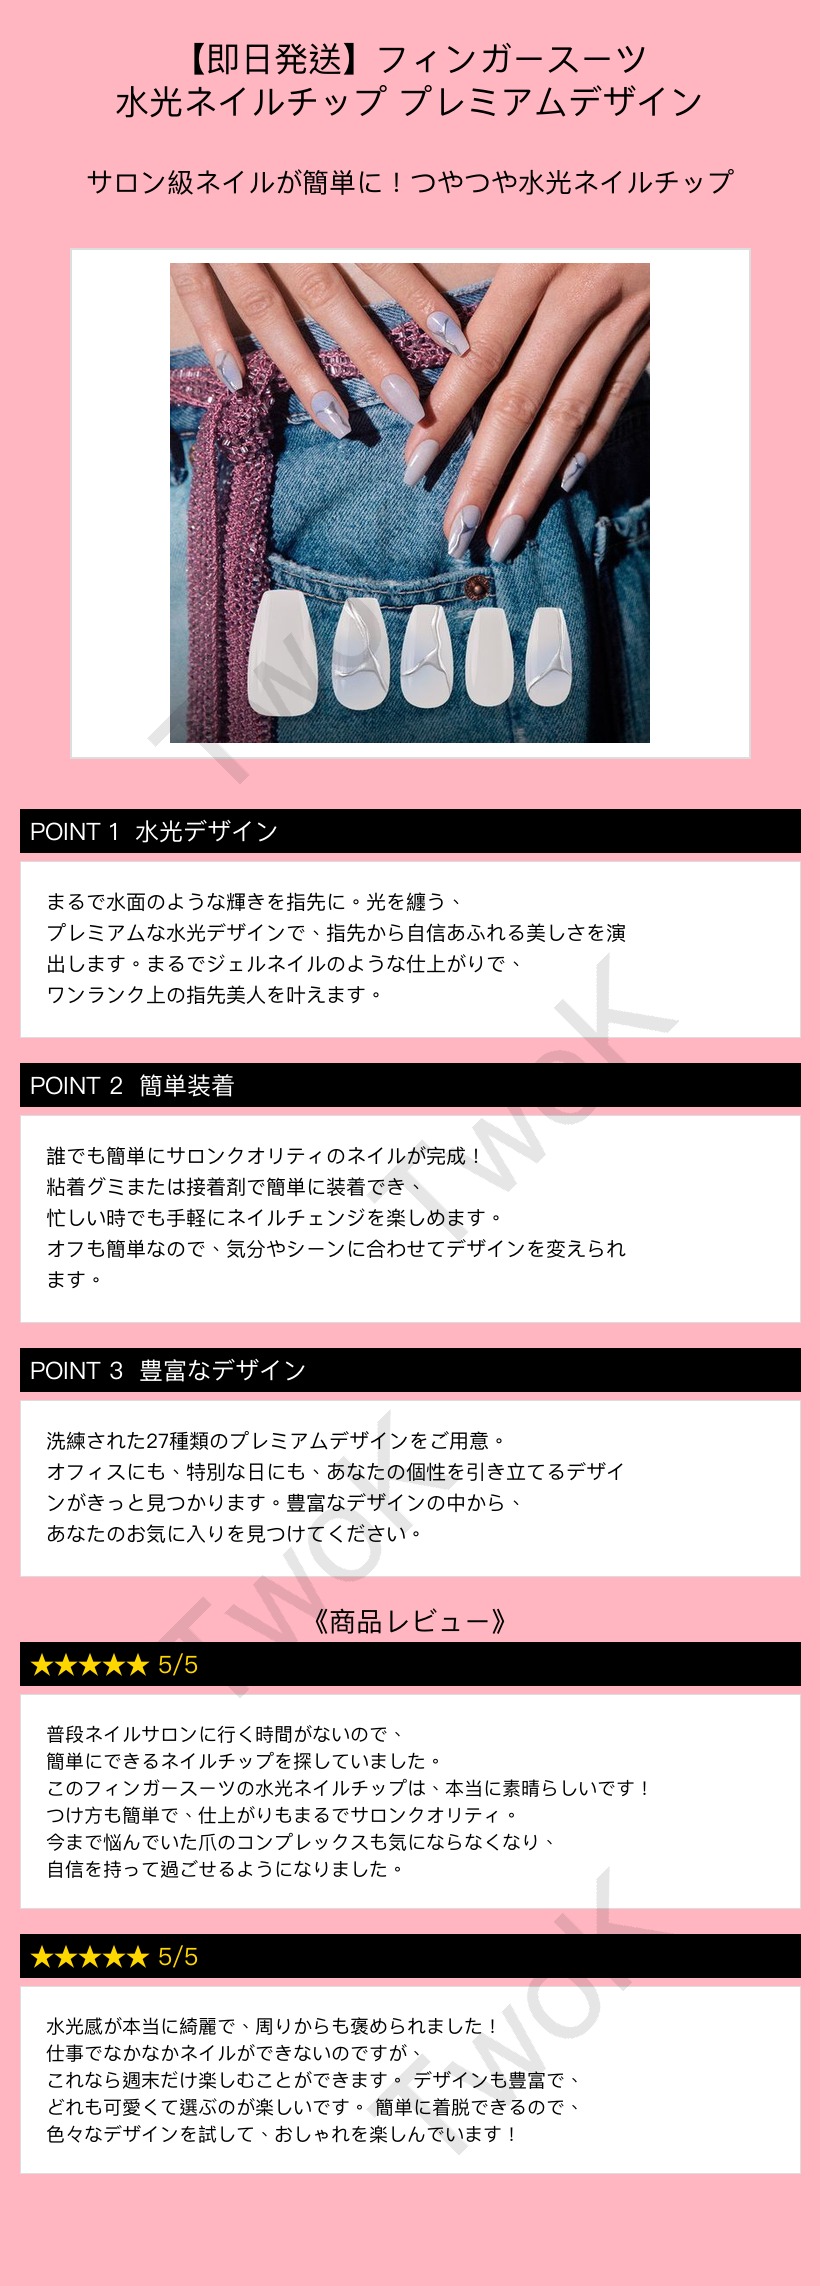 【即日発送】フィンガースーツ
水光ネイルチップ プレミアムデザイン
サロン級ネイルが簡単に！つやつや水光ネイルチップ
TwoK
POINT 1 水光デザイン
まるで水面のような輝きを指先に。光を纏う、
プレミアムな水光デザインで、指先から自信あふれる美しさを演
出します。まるでジェルネイルのような仕上がりで、
ワンランク上の指先美人を叶えます。
TwoK
POINT 2 簡単装着
誰でも簡単にサロンクオリティのネイルが完成！
粘着グミまたは接着剤で簡単に装着でき、
忙しい時でも手軽にネイルチェンジを楽しめます。
オフも簡単なので、気分やシーンに合わせてデザインを変えられ
ます。
POINT 3 豊富なデザイン
洗練された27種類のプレミアムデザインをご用意。
オフィスにも、特別な日にも、あなたの個性を引き立てるデザイ
ンがきっと見つかります。豊富なデザインの中から、
あなたのお気に入りを見つけてください。
TwoK
《商品レビュー》
★★★★★ 5/5
普段ネイルサロンに行く時間がないので、
簡単にできるネイルチップを探していました。
このフィンガースーツの水光ネイルチップは、本当に素晴らしいです！
つけ方も簡単で、仕上がりもまるでサロンクオリティ。
今まで悩んでいた爪のコンプレックスも気にならなくなり、
自信を持って過ごせるようになりました。
★★★★★ 5/5
水光感が本当に綺麗で、周りからも褒められました！
仕事でなかなかネイルができないのですが、
これなら週末だけ楽しむことができます。 デザインも豊富で、
どれも可愛くて選ぶのが楽しいです。 簡単に着脱できるので、
色々なデザインを試して、おしゃれを楽しんでいます！
TwoK